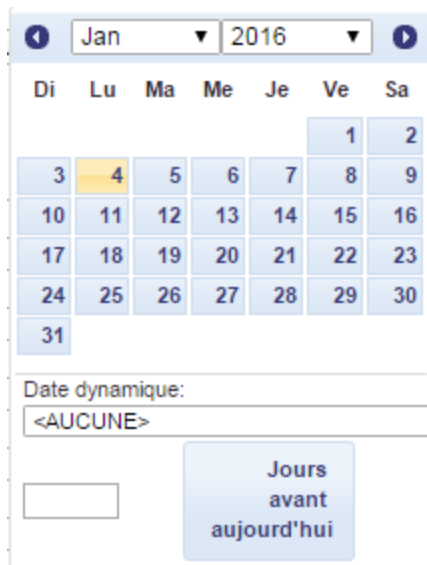 Jan 2016
Di Lu Ma Me Je Ve Sa
1 2
3 4 5 6 7 8 9
10 11 12 13 14 15 16
17 18 19 20 21 22 23
24 25 26 27 28 29 30
31
Date dynamique:
<AUCUNE>
Jours
avant
aujourd'hui